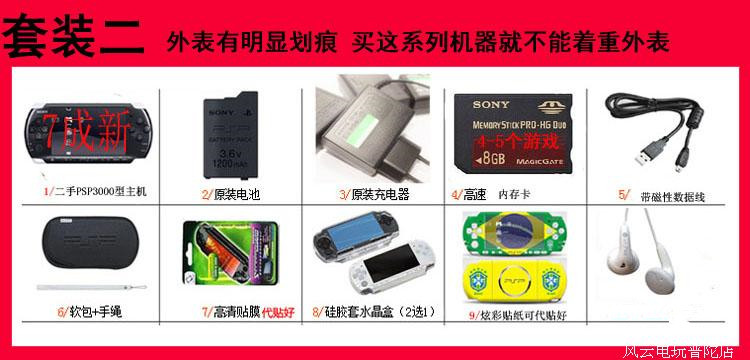 套装二 外表有明显划痕 买这系列机器就不能着重外表
7成新
SONY
PSP
BATTERY PACK
3.6V
1200mAh
SONY
MEMORY STICK PRO-HG DUO
4-5个游戏
8GB
MAGICGATE
1/二手PSP3000型主机
2/原装电池
3/原装充电器
4/高速 内存卡
5/ 带磁性数据线
PSP
PSP
6/软包+手绳
7/高清贴膜代贴好
8/硅胶套水晶盒（2选1）
9/炫彩贴纸可代贴好
风云电玩普陀店